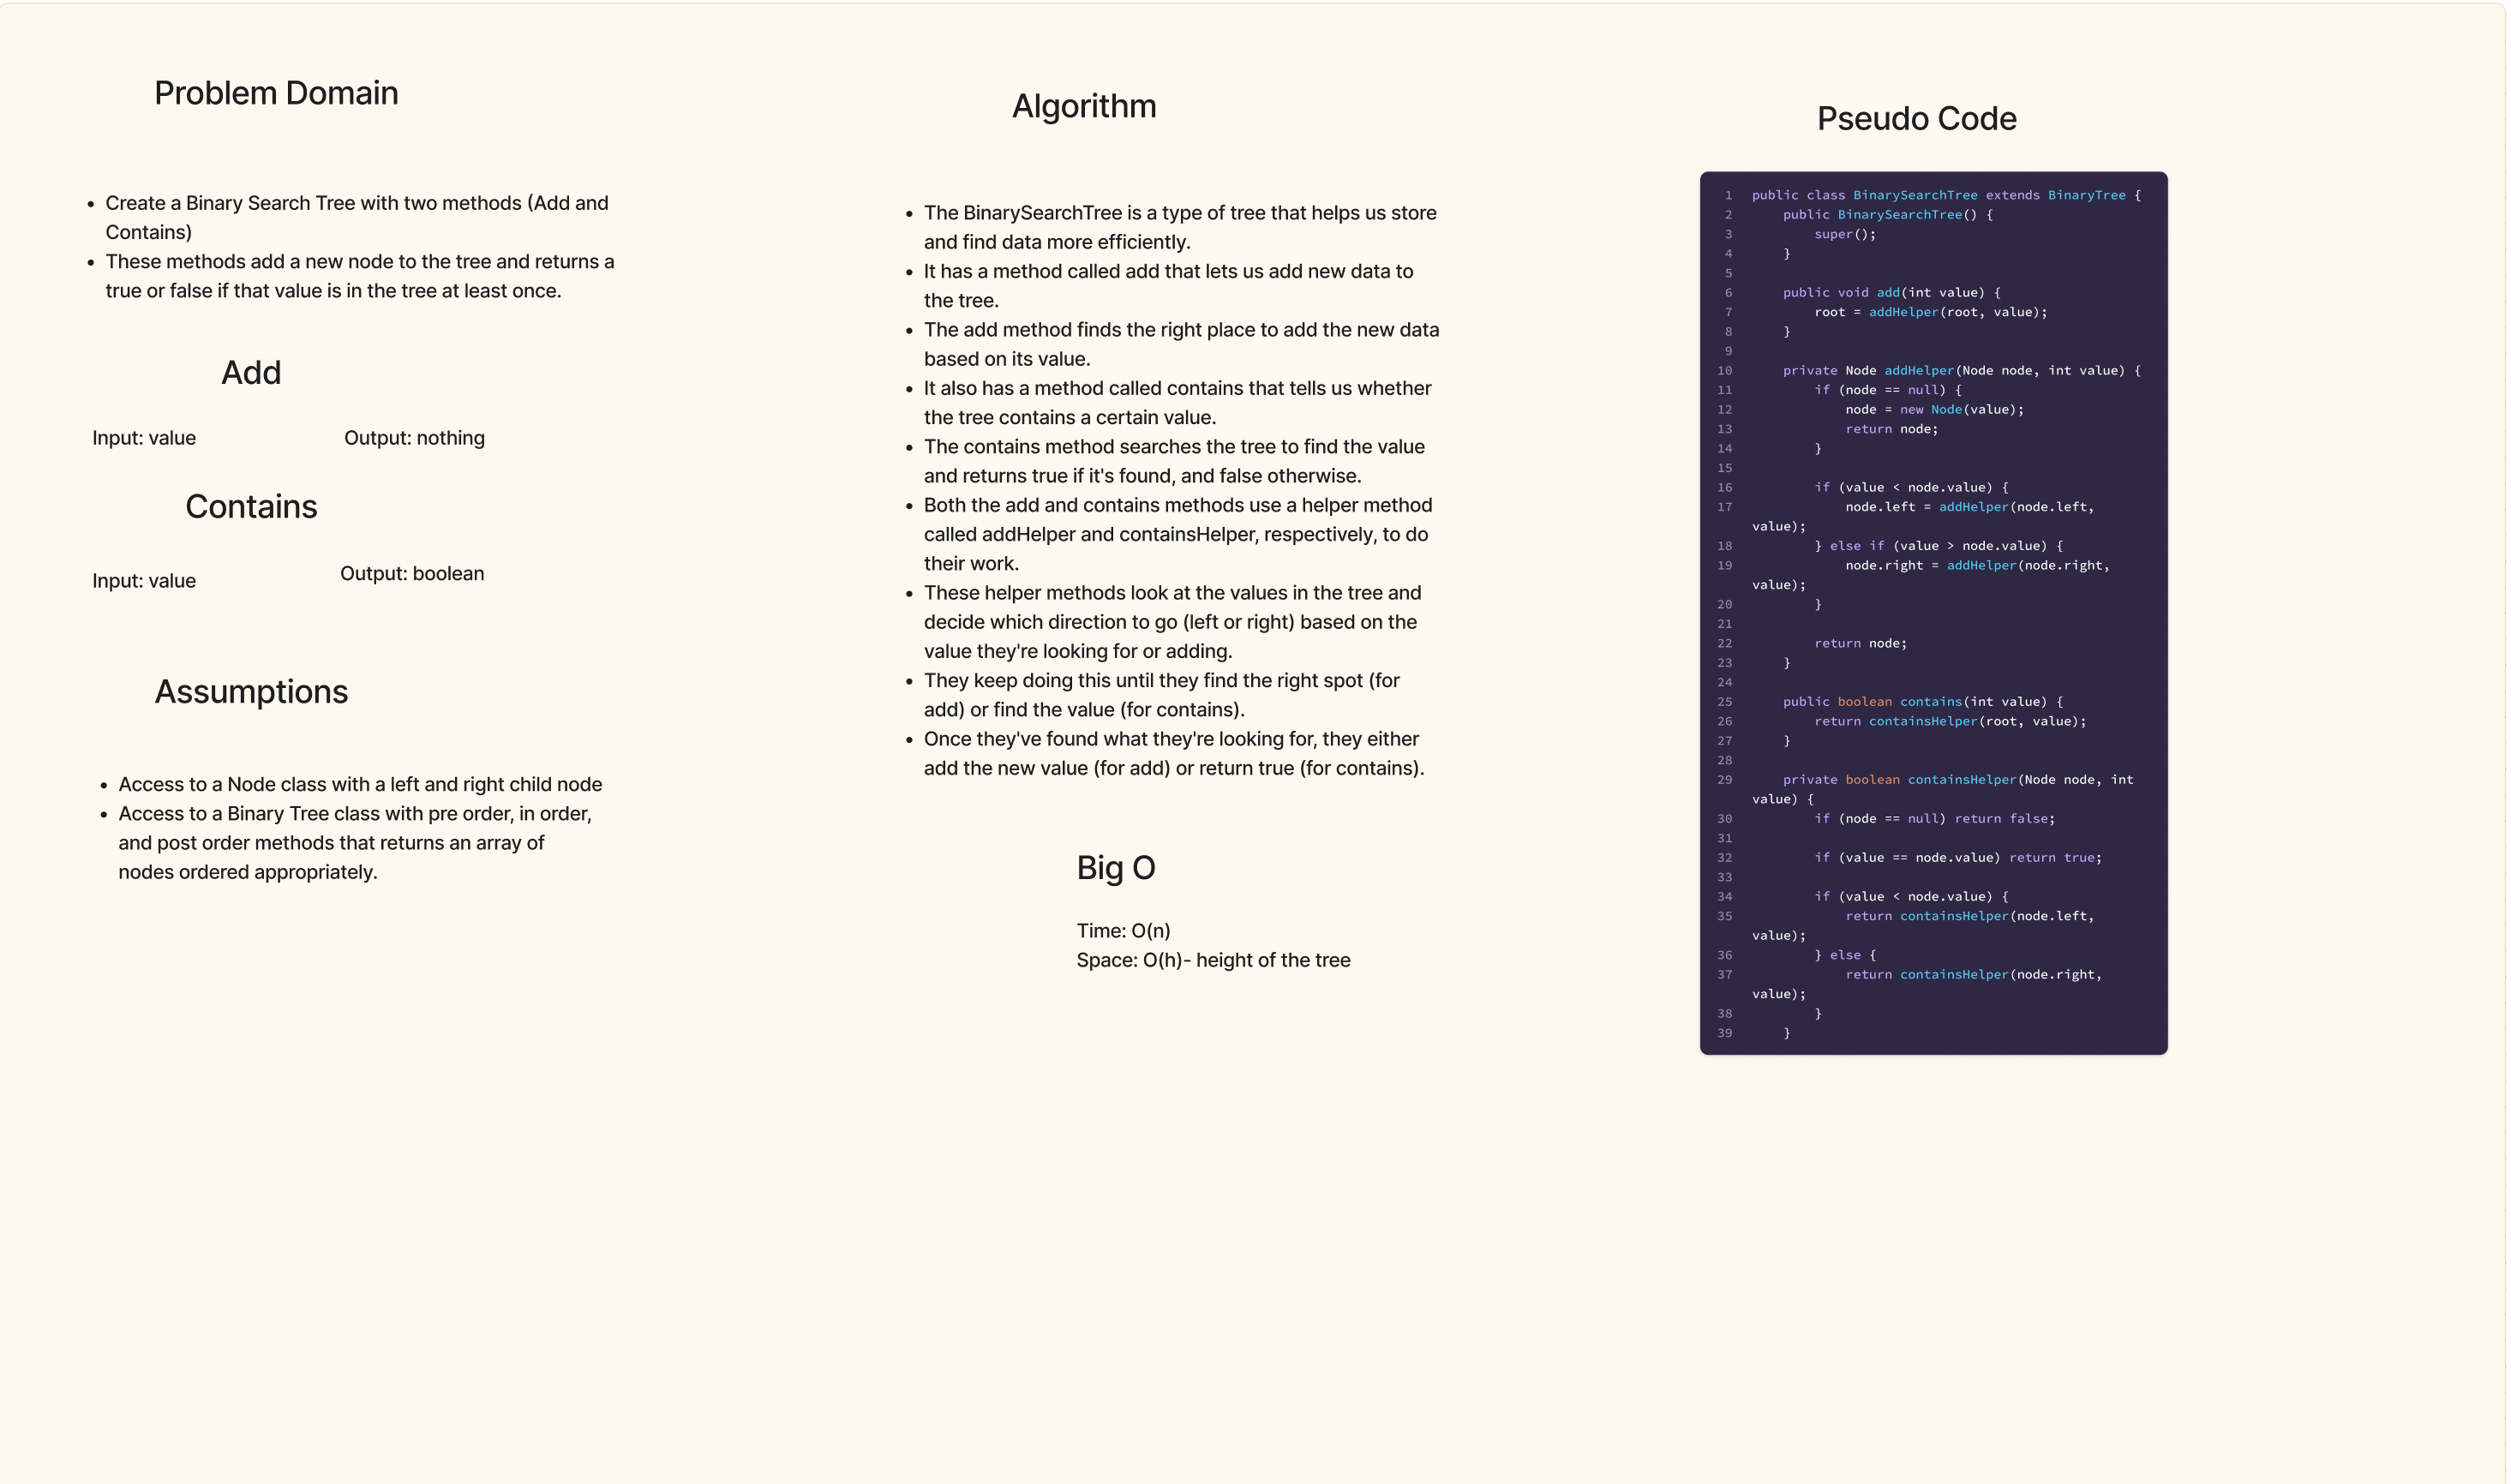 Problem Domain
• Create a Binary Search Tree with two methods (Add and
Contains)
• These methods add a new node to the tree and returns a
true or false if that value is in the tree at least once.
Add
Input: value
Output: nothing
Contains
Input: value
Output: boolean
Assumptions
• Access to a Node class with a left and right child node
• Access to a Binary Tree class with pre order, in order,
and post order methods that returns an array of
nodes ordered appropriately.
Algorithm
• The BinarySearchTree is a type of tree that helps us store
and find data more efficiently.
• It has a method called add that lets us add new data to
the tree.
• The add method finds the right place to add the new data
based on its value.
• It also has a method called contains that tells us whether
the tree contains a certain value.
• The contains method searches the tree to find the value
and returns true if it's found, and false otherwise.
• Both the add and contains methods use a helper method
called addHelper and containsHelper, respectively, to do
their work.
• These helper methods look at the values in the tree and
decide which direction to go (left or right) based on the
value they're looking for or adding.
• They keep doing this until they find the right spot (for
add) or find the value (for contains).
• Once they've found what they're looking for, they either
add the new value (for add) or return true (for contains).
Big O
Time: O(n)
Space: O(h)- height of the tree
Pseudo Code
1 public class BinarySearchTree extends BinaryTree {
2     public BinarySearchTree() {
3         super();
4     }
5
6     public void add(int value) {
7         root = addHelper(root, value);
8     }
9
10     private Node addHelper(Node node, int value) {
11         if (node == null) {
12             node = new Node(value);
13             return node;
14         }
15
16         if (value < node.value) {
17             node.left = addHelper(node.left,
value);
18         } else if (value > node.value) {
19             node.right = addHelper(node.right,
value);
20         }
21
22         return node;
23     }
24
25     public boolean contains(int value) {
26         return containsHelper(root, value);
27     }
28
29     private boolean containsHelper(Node node, int
value) {
30         if (node == null) return false;
31
32         if (value == node.value) return true;
33
34         if (value < node.value) {
35             return containsHelper(node.left,
value);
36         } else {
37             return containsHelper(node.right,
value);
38         }
39     }